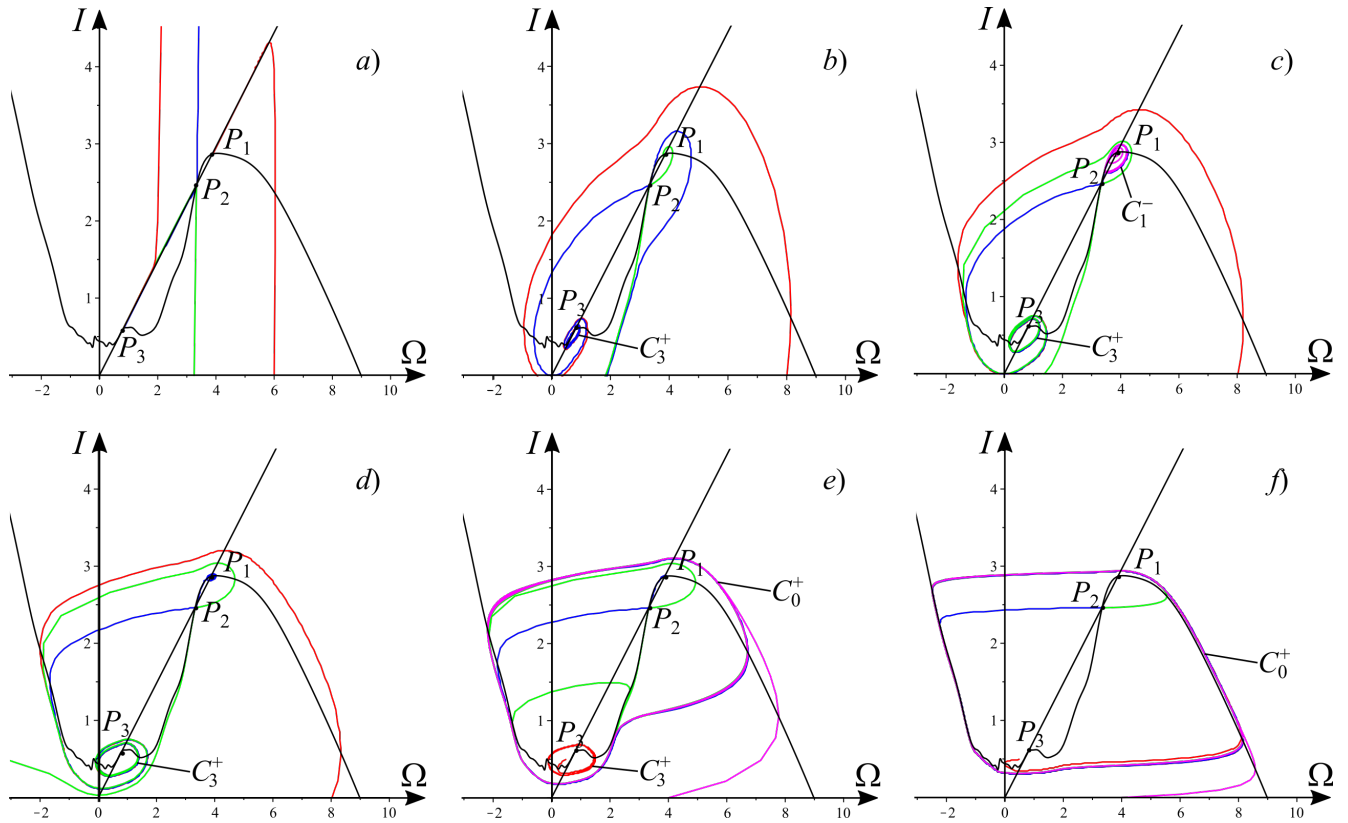 I a) 4 3 2 1 P₁ P₂ P₃ Ω −2 0 2 4 6 8 10
I b) 4 3 2 1 P₁ P₂ P₃ C₃⁺ Ω −2 0 2 4 6 8 10
I c) 4 3 2 1 P₁ P₂ C₁⁻ P₃ C₃⁺ Ω −2 0 2 4 6 8 10
I d) 4 3 2 1 P₁ P₂ P₃ C₃⁺ Ω −2 0 2 4 6 8 10
I e) 4 3 2 1 P₁ C₀⁺ P₂ P₃ C₃⁺ Ω −2 0 2 4 6 8 10
I f) 4 3 2 1 P₁ P₂ C₀⁺ P₃ Ω −2 0 2 4 6 8 10